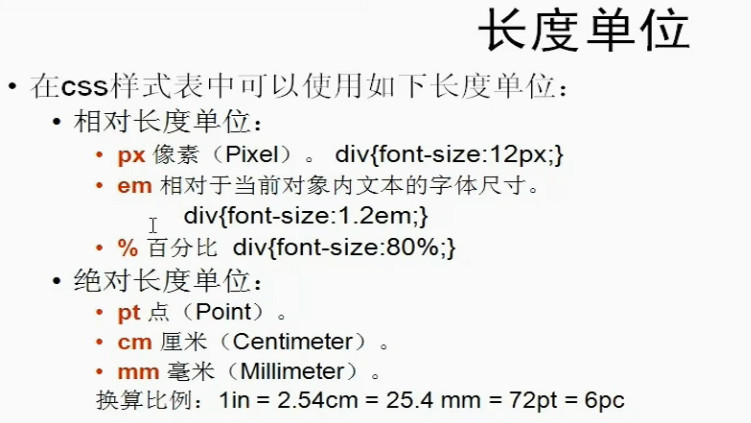 长度单位
• 在css样式表中可以使用如下长度单位：
• 相对长度单位：
• px 像素（Pixel）。 div{font-size:12px;}
• em 相对于当前对象内文本的字体尺寸。
div{font-size:1.2em;}
• % 百分比 div{font-size:80%;}
• 绝对长度单位：
• pt 点（Point）。
• cm 厘米（Centimeter）。
• mm 毫米（Millimeter）。
换算比例：1in = 2.54cm = 25.4 mm = 72pt = 6pc